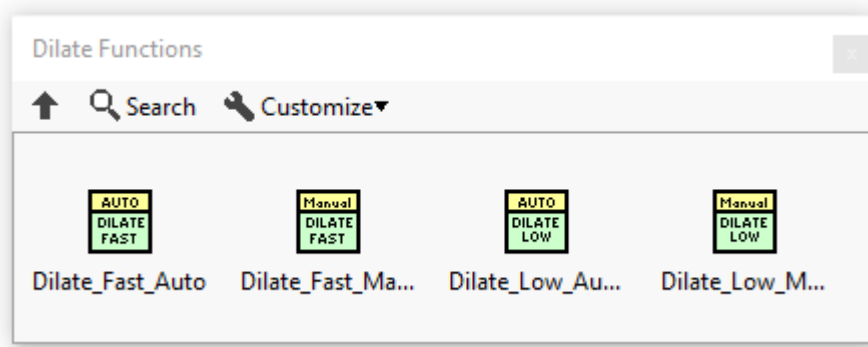 Dilate Functions
Search Customize
AUTO
DILATE
FAST
Manual
DILATE
FAST
AUTO
DILATE
LOW
Manual
DILATE
LOW
Dilate_Fast_Auto Dilate_Fast_Ma... Dilate_Low_Au... Dilate_Low_M...